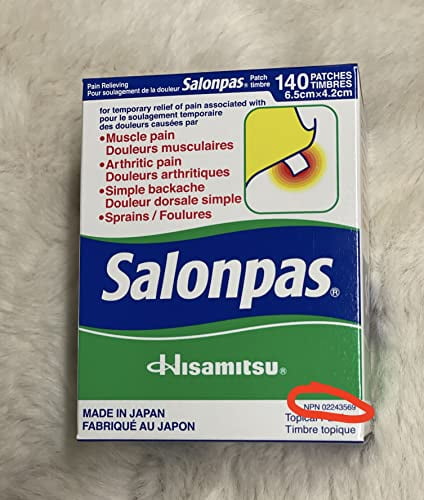 Pain Relieving
Pour soulagement de la douleur
Salonpas® Patch timbre
140 PATCHES TIMBRES
6.5cm×4.2cm
for temporary relief of pain associated with
pour le soulagement temporaire
des douleurs causées par
•Muscle pain
Douleurs musculaires
•Arthritic pain
Douleurs arthritiques
•Simple backache
Douleur dorsale simple
•Sprains / Foulures
Salonpas®
Hisamitsu®
NPN 02243569
MADE IN JAPAN
FABRIQUÉ AU JAPON
Topical
Timbre topique